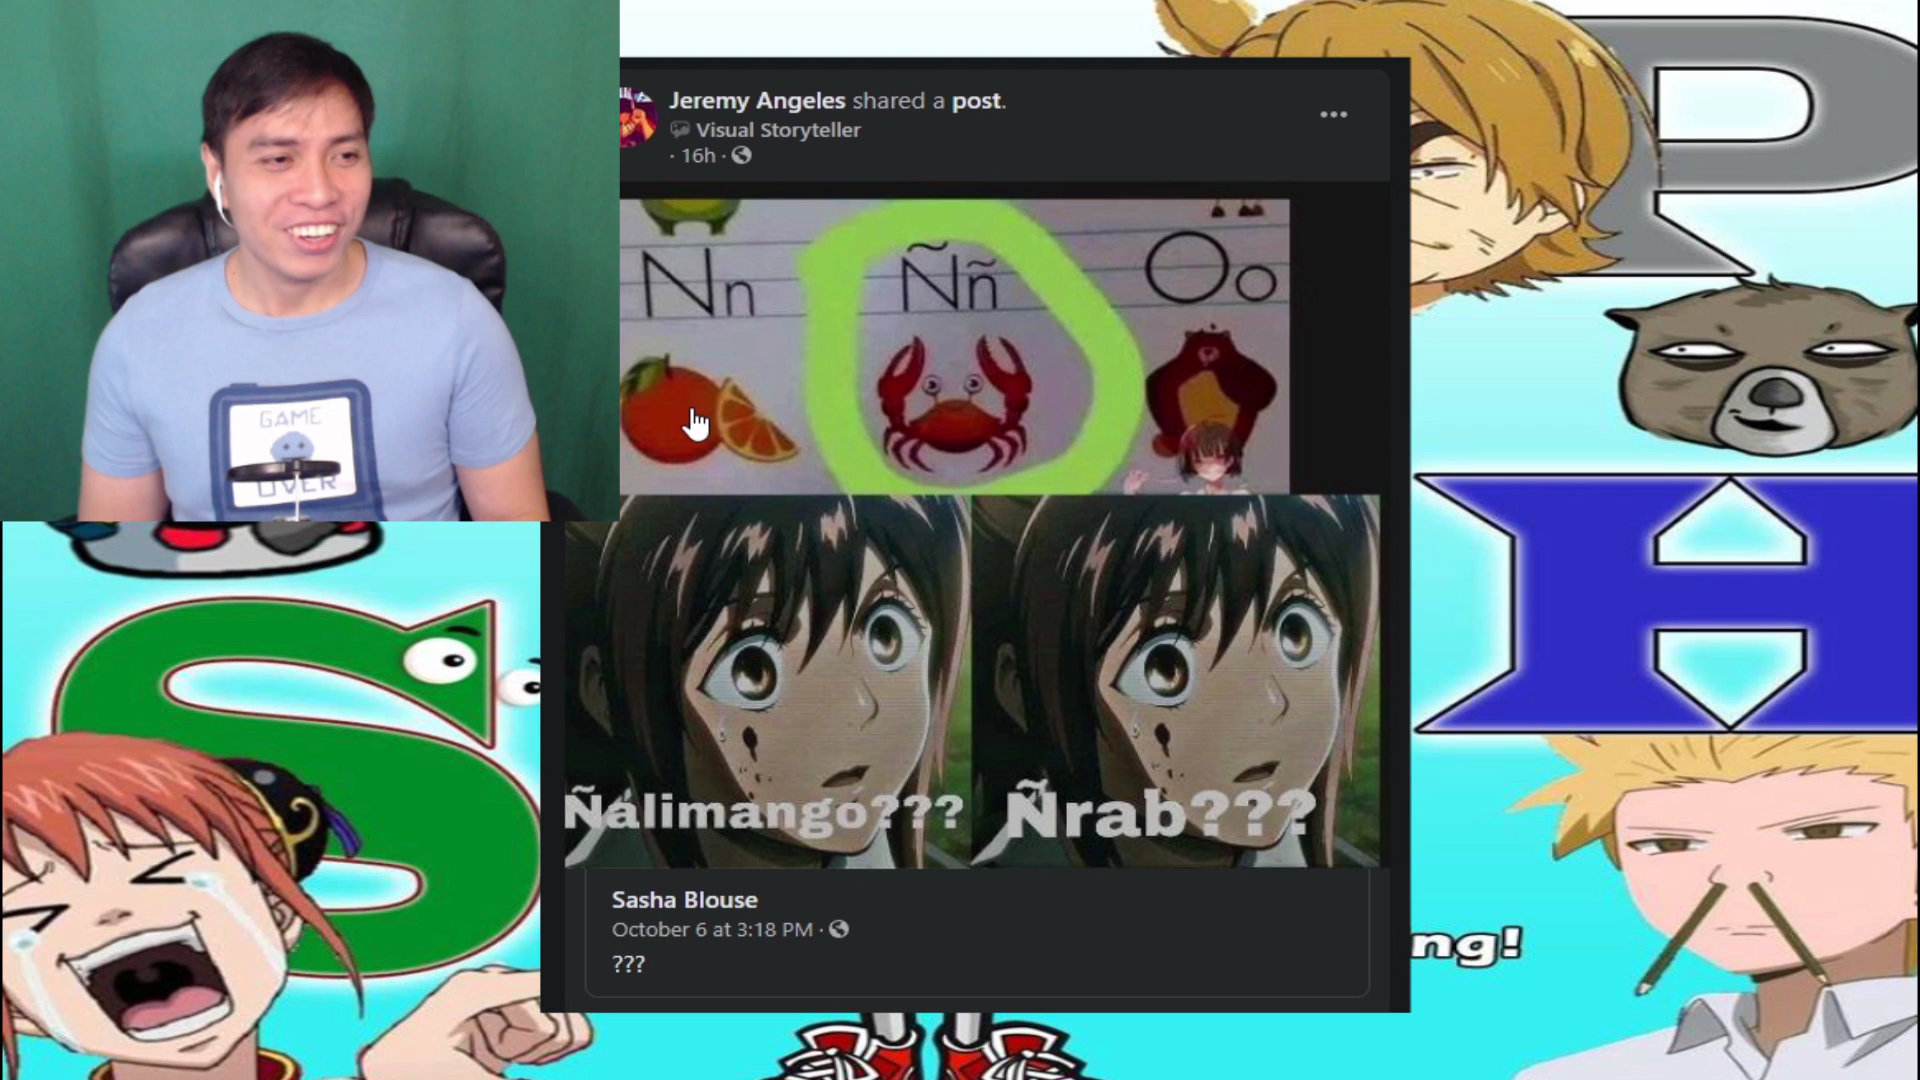 Jeremy Angeles shared a post.
Visual Storyteller
· 16h ·
Nn Ññ Oo
GAME
OVER
Ñalimango??? Ñrab???
Sasha Blouse
October 6 at 3:18 PM ·
???
P
H
S
ng!